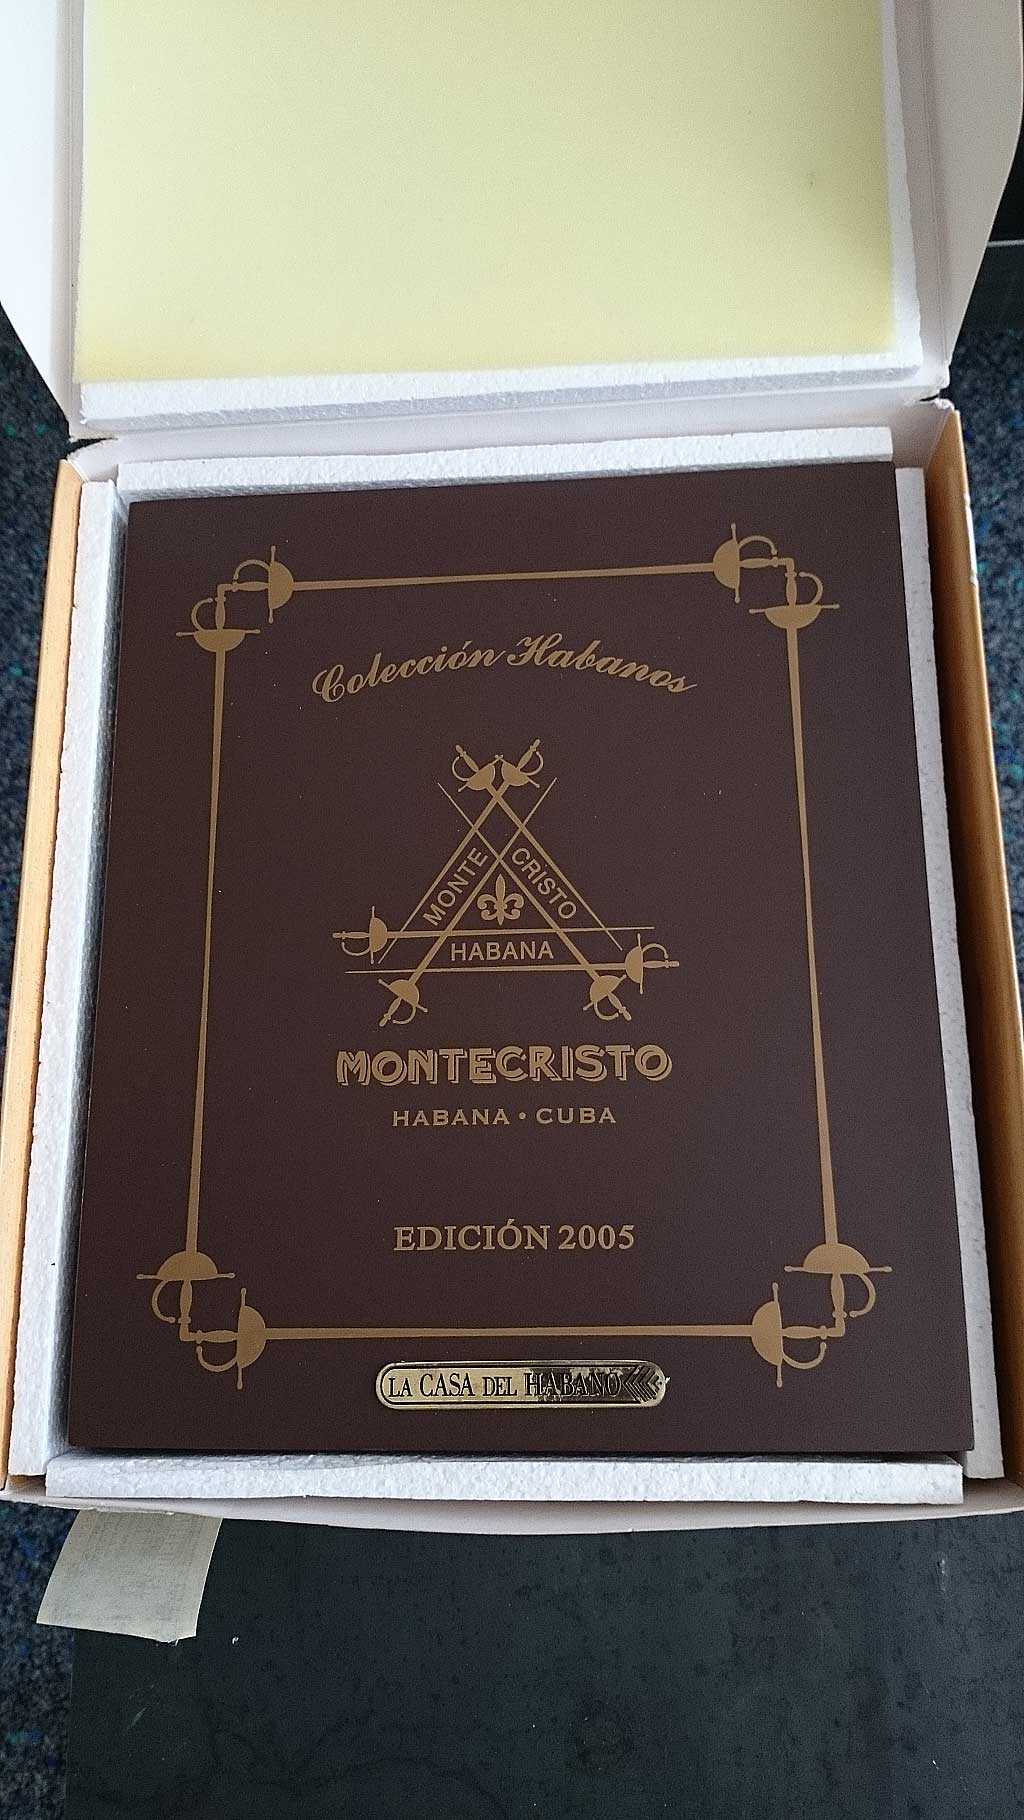 Colección Habanos
MONTE CRISTO
HABANA
MONTECRISTO
HABANA • CUBA
EDICIÓN 2005
LA CASA DEL HABANO